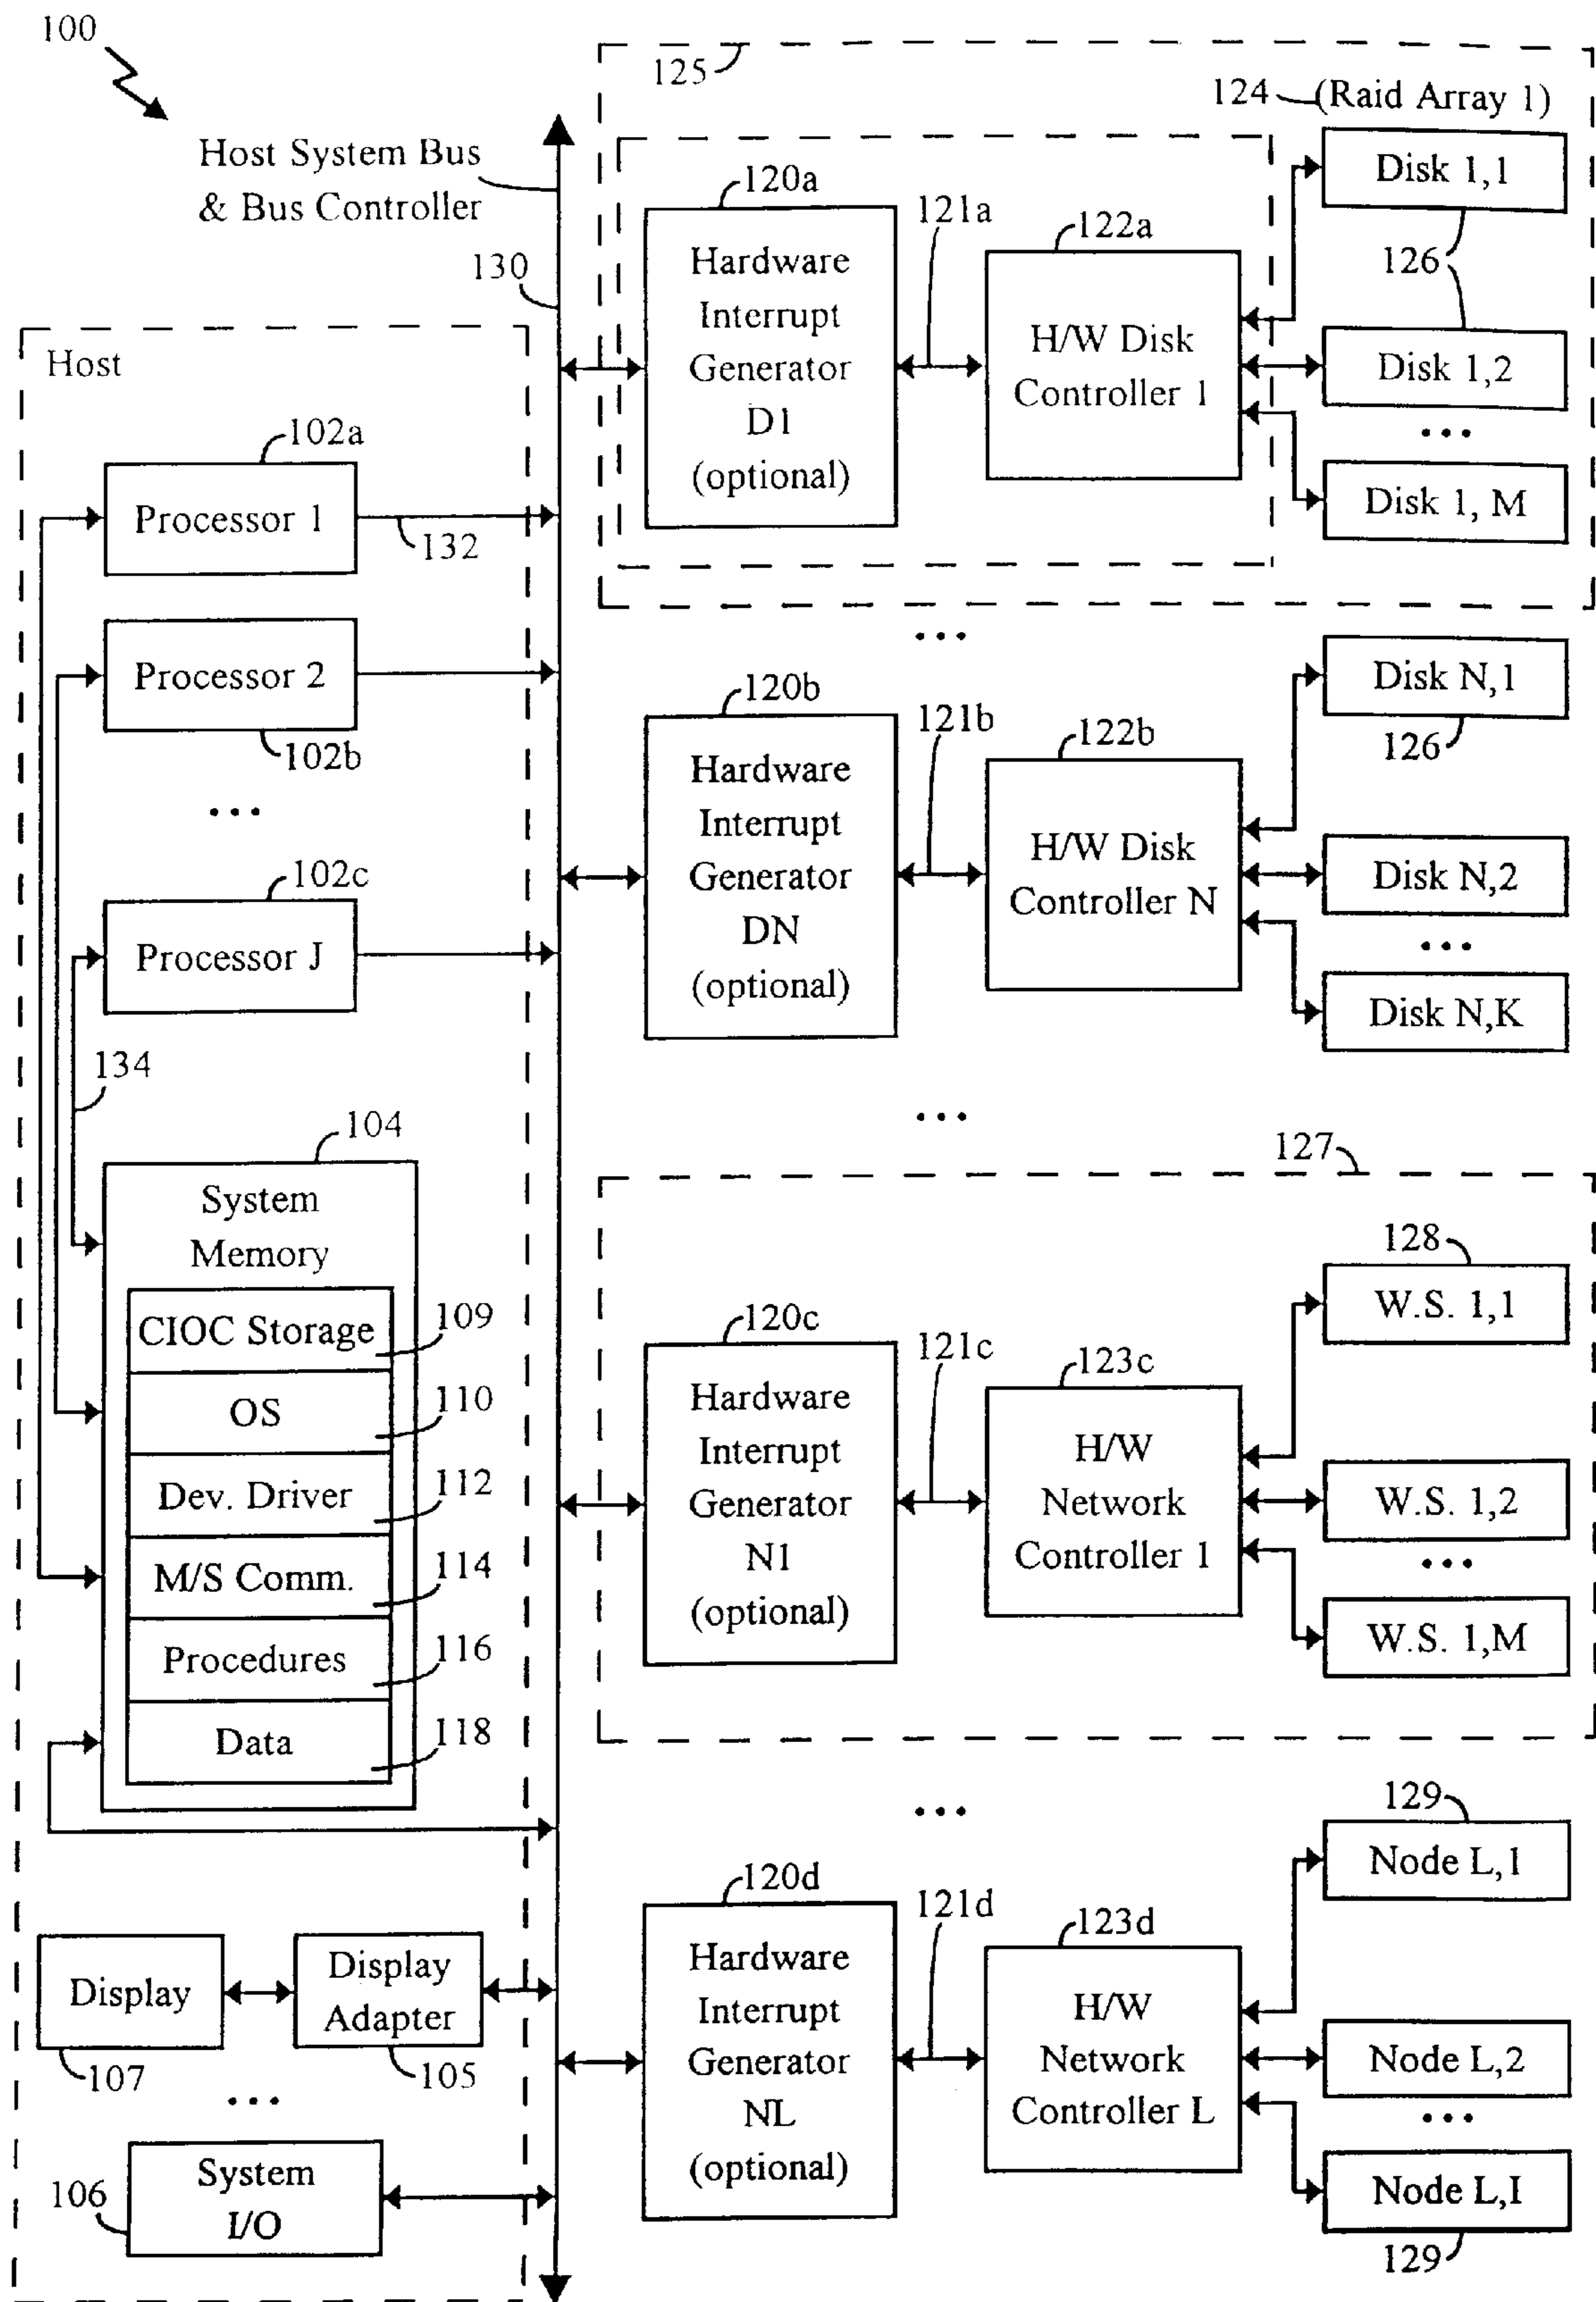 100
Host System Bus
& Bus Controller
130
Host
102a
Processor 1
132
Processor 2
102b
...
102c
Processor J
134
104
System
Memory
CIOC Storage
109
OS
110
Dev. Driver
112
M/S Comm.
114
Procedures
116
Data
118
Display
107
Display
Adapter
105
...
System
I/O
106
125
124 (Raid Array 1)
120a
Hardware
Interrupt
Generator
D1
(optional)
121a
122a
H/W Disk
Controller 1
Disk 1,1
126
Disk 1,2
...
Disk 1, M
...
120b
Hardware
Interrupt
Generator
DN
(optional)
121b
122b
H/W Disk
Controller N
Disk N,1
126
Disk N,2
...
Disk N,K
...
127
120c
Hardware
Interrupt
Generator
N1
(optional)
121c
123c
H/W
Network
Controller 1
128
W.S. 1,1
W.S. 1,2
...
W.S. 1,M
...
120d
Hardware
Interrupt
Generator
NL
(optional)
121d
123d
H/W
Network
Controller L
129
Node L,1
Node L,2
...
Node L,I
129